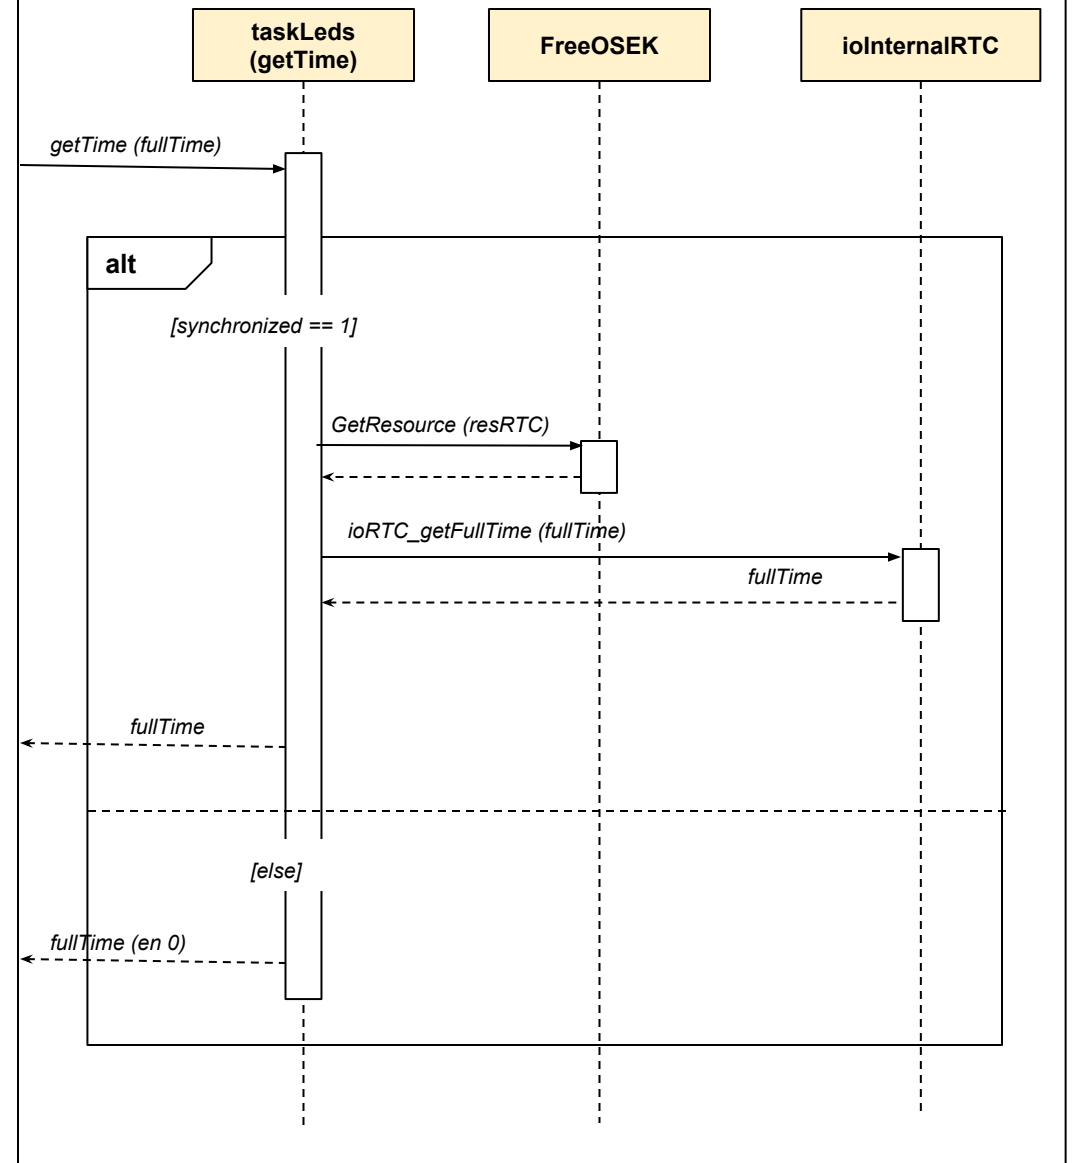 taskLeds
(getTime)
FreeOSEK
ioInternalRTC
getTime (fullTime)
alt
[synchronized == 1]
GetResource (resRTC)
ioRTC_getFullTime (fullTime)
fullTime
fullTime
[else]
fullTime (en 0)